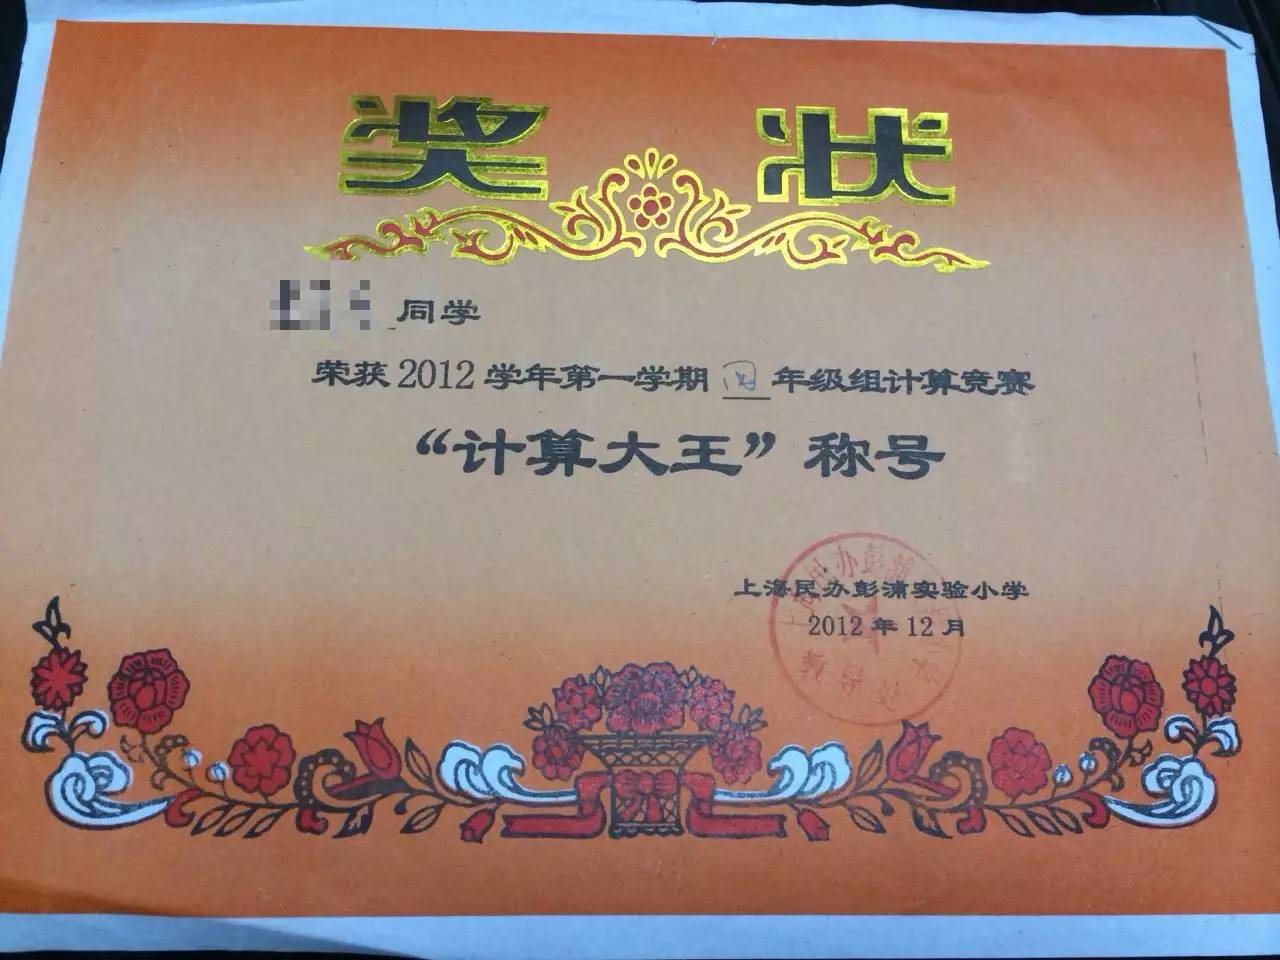 奖状
同学
荣获2012学年第一学期四年级组计算竞赛
“计算大王”称号
上海民办彭浦实验小学
2012年12月